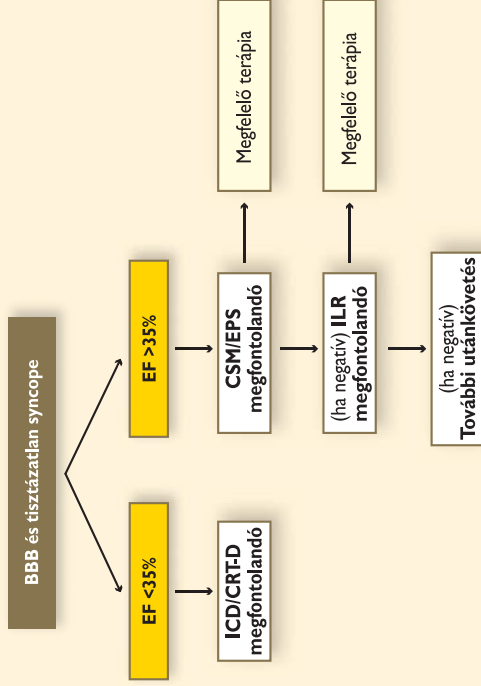 BBB és tisztázatlan syncope
EF <35%
EF >35%
ICD/CRT-D
megfontolandó
CSM/EPS
megfontolandó
Megfelelő terápia
(ha negatív) ILR
megfontolandó
Megfelelő terápia
(ha negatív)
További utánkövetés